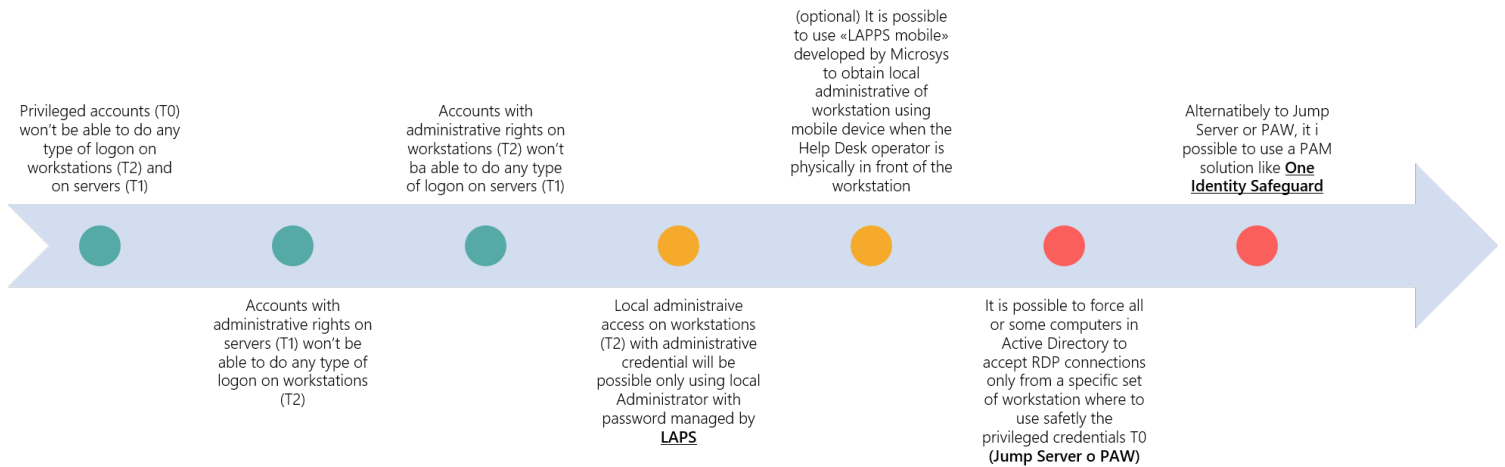 Privileged accounts (T0)
won't be able to do any
type of logon on
workstations (T2) and
on servers (T1)
Accounts with
administrative rights on
servers (T1) won't be
able to do any type of
logon on workstations
(T2)
Accounts with
administrative rights on
workstations (T2) won't
ba able to do any type
of logon on servers (T1)
Local administraive
access on workstations
(T2) with administrative
credential will be
possible only using local
Administrator with
password managed by
LAPS
(optional) It is possible
to use «LAPPS mobile»
developed by Microsys
to obtain local
administrative of
workstation using
mobile device when the
Help Desk operator is
physically in front of the
workstation
It is possible to force all
or some computers in
Active Directory to
accept RDP connections
only from a specific set
of workstation where to
use safetly the
privileged credentials T0
(Jump Server o PAW)
Alternatibely to Jump
Server or PAW, it i
possible to use a PAM
solution like One
Identity Safeguard